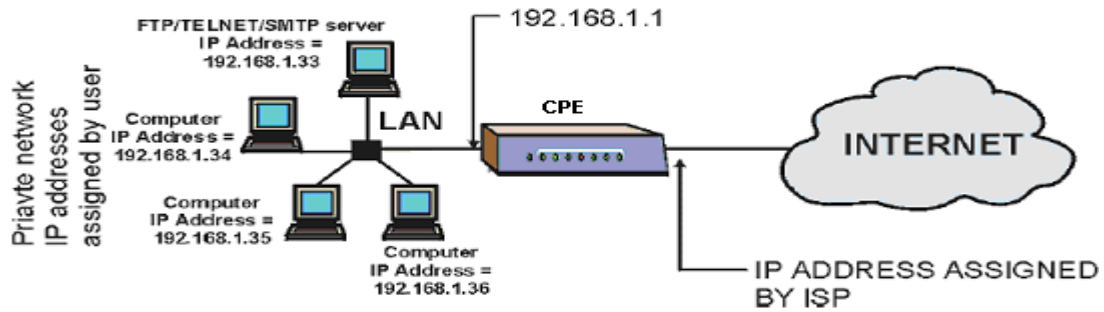 FTP/TELNET/SMTP server
IP Address =
192.168.1.33
192.168.1.1
Priavte network
IP addresses
assigned by user
Computer
IP Address =
192.168.1.34
LAN
CPE
INTERNET
Computer
IP Address =
192.168.1.35
Computer
IP Address =
192.168.1.36
IP ADDRESS ASSIGNED
BY ISP